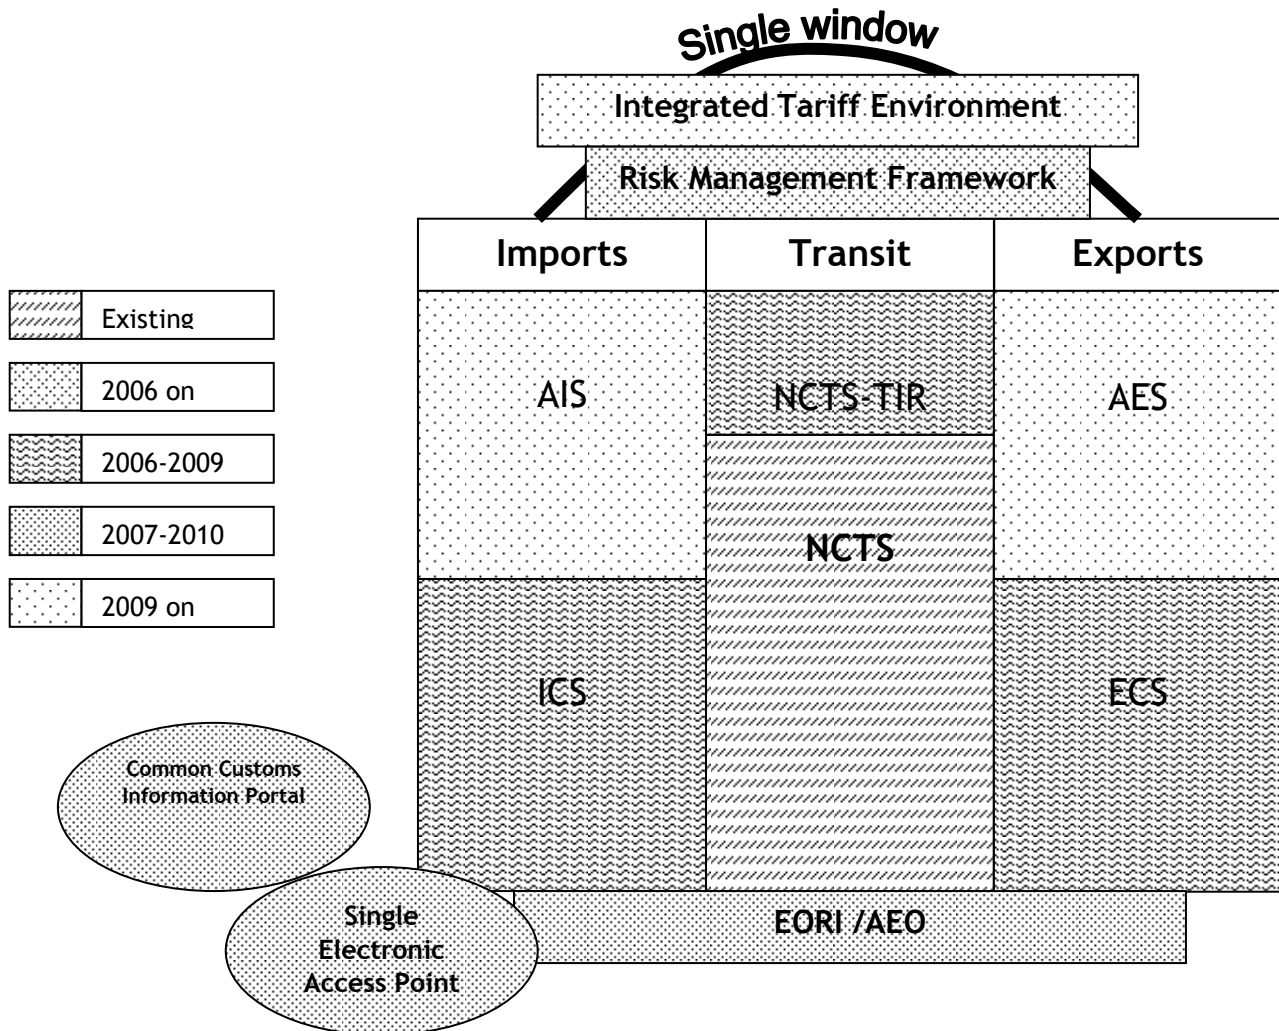 Single window
Integrated Tariff Environment
Risk Management Framework
Imports
Transit
Exports
Existing
2006 on
2006-2009
2007-2010
2009 on
AIS
NCTS-TIR
AES
NCTS
ICS
ECS
Common Customs
Information Portal
Single
Electronic
Access Point
EORI /AEO